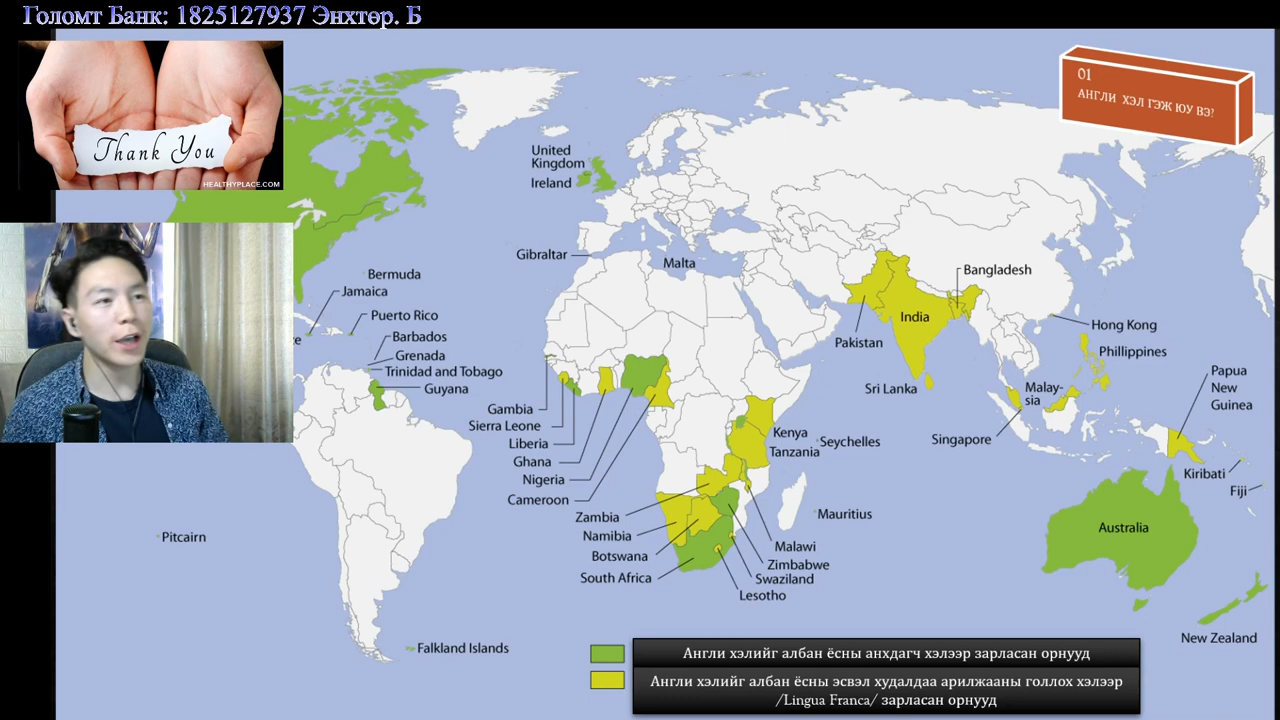 Голомт Банк: 1825127937 Энхтөр. Б
Thank You
HEALTHYPLACE.COM
01
АНГЛИ ХЭЛ ГЭЖ ЮУ ВЭ?
United
Kingdom
Ireland
Gibraltar
Malta
Bermuda
Jamaica
Puerto Rico
Barbados
Grenada
Trinidad and Tobago
Guyana
Gambia
Sierra Leone
Liberia
Ghana
Nigeria
Cameroon
Zambia
Namibia
Botswana
South Africa
Kenya
Tanzania
Seychelles
Mauritius
Malawi
Zimbabwe
Swaziland
Lesotho
Bangladesh
India
Pakistan
Sri Lanka
Hong Kong
Phillippines
Malay-
sia
Singapore
Papua
New
Guinea
Kiribati
Fiji
Australia
New Zealand
Pitcairn
Falkland Islands
Англи хэлийг албан ёсны анхдагч хэлээр зарласан орнууд
Англи хэлийг албан ёсны эсвэл худалдаа арилжааны голлох хэлээр
/Lingua Franca/ зарласан орнууд